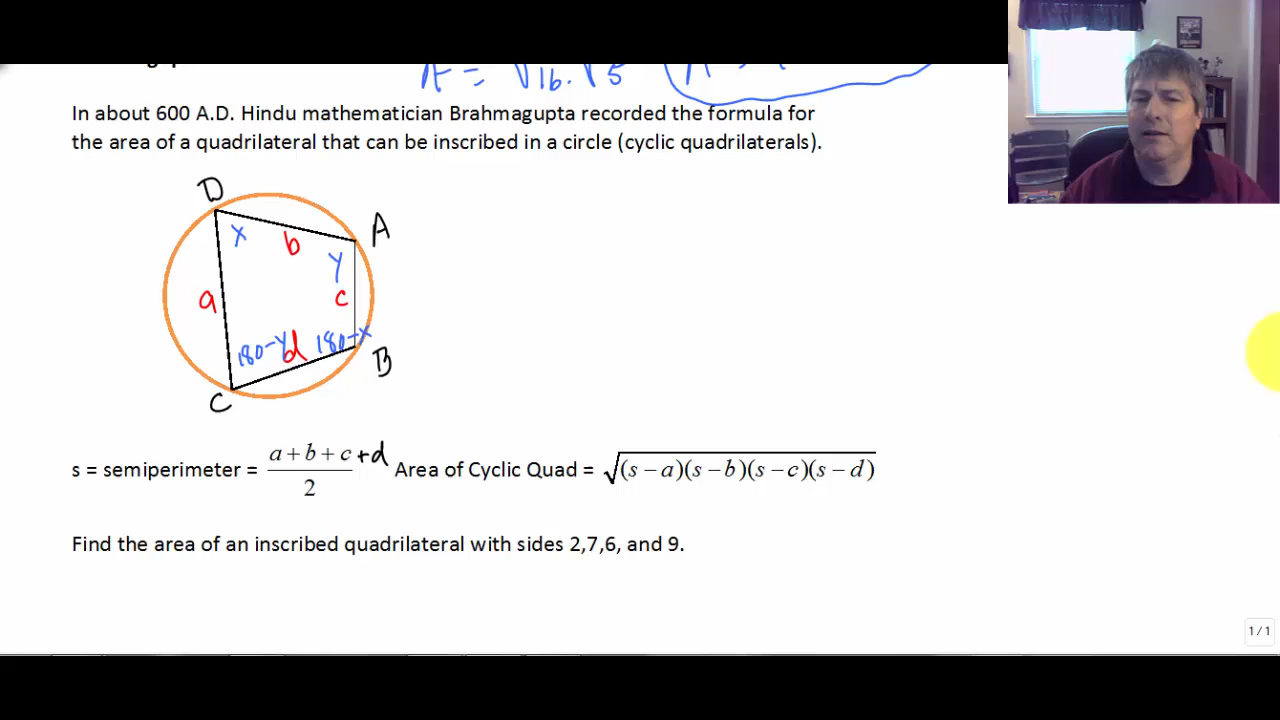 A = √16 · √5
In about 600 A.D. Hindu mathematician Brahmagupta recorded the formula for
the area of a quadrilateral that can be inscribed in a circle (cyclic quadrilaterals).
D
A
x
b
y
a
c
180-y
d
180-x
B
C
s = semiperimeter = (a + b + c + d)/2 Area of Cyclic Quad = √(s − a)(s − b)(s − c)(s − d)
Find the area of an inscribed quadrilateral with sides 2,7,6, and 9.
1 / 1